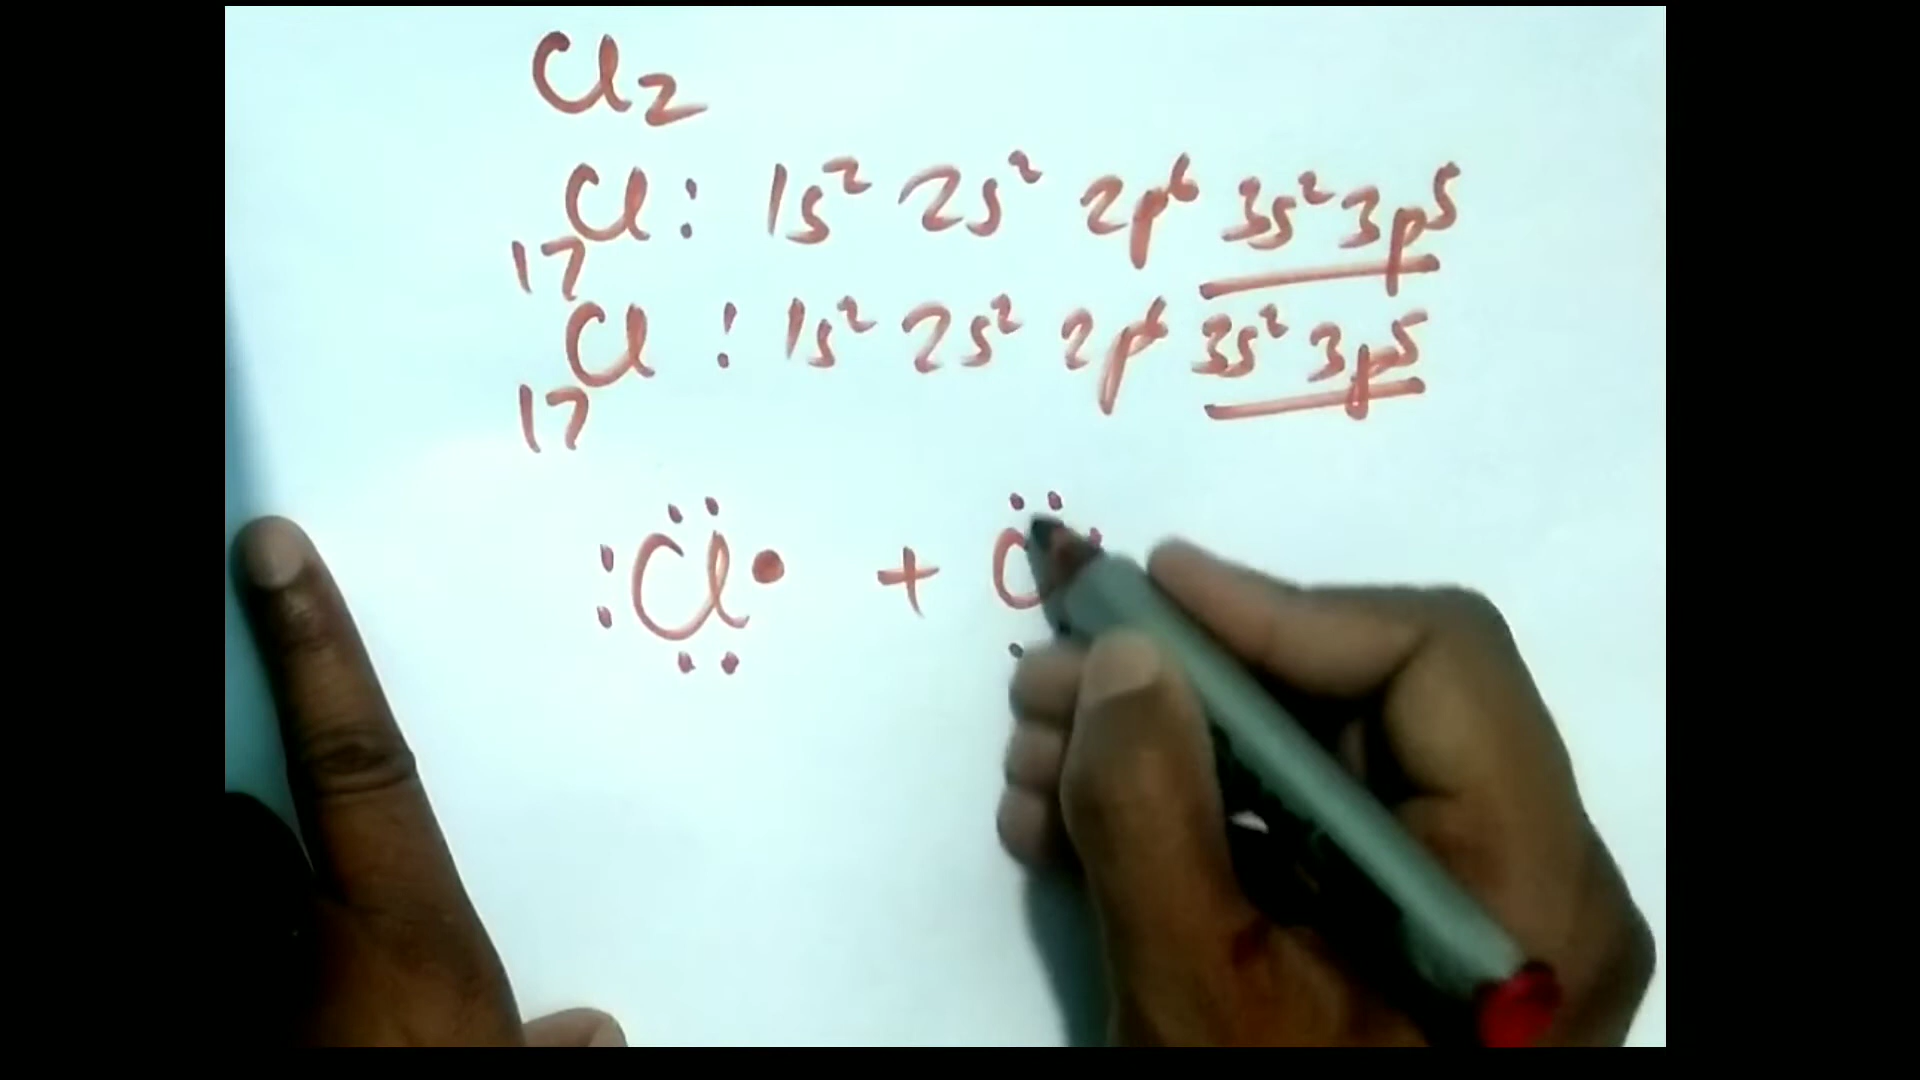 Cl₂
₁₇Cl: 1s² 2s² 2p⁶ 3s² 3p⁵
₁₇Cl: 1s² 2s² 2p⁶ 3s² 3p⁵
:Cl• +